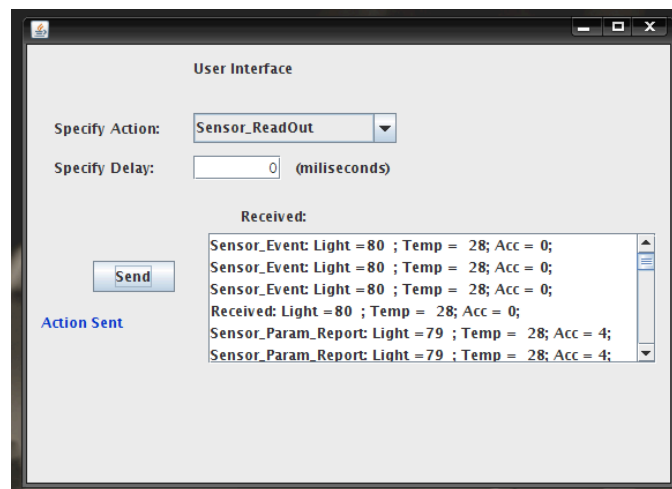 User Interface
Specify Action: Sensor_ReadOut
Specify Delay: 0 (miliseconds)
Received:
Sensor_Event: Light =80 ; Temp = 28; Acc = 0;
Sensor_Event: Light =80 ; Temp = 28; Acc = 0;
Sensor_Event: Light =80 ; Temp = 28; Acc = 0;
Received: Light =80 ; Temp = 28; Acc = 0;
Sensor_Param_Report: Light =79 ; Temp = 28; Acc = 4;
Sensor_Param_Report: Light =79 ; Temp = 28; Acc = 4;
Send
Action Sent